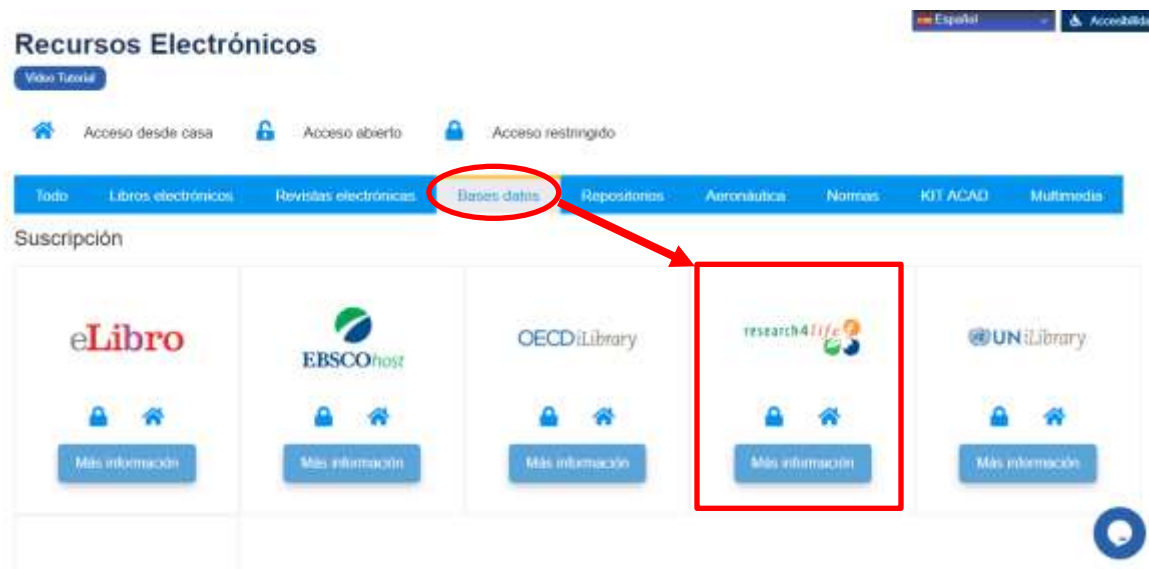 Español
Accesibilida
Recursos Electrónicos
Video Tutorial
Acceso desde casa
Acceso abierto
Acceso restringido
Todo
Libros electrónicos
Revistas electrónicas
Bases datos
Repositorios
Aeronáutica
Normas
KIT ACAD
Multimedia
Suscripción
eLibro
EBSCOhost
OECDiLibrary
research4life
UNiLibrary
Más información
Más información
Más información
Más información
Más información